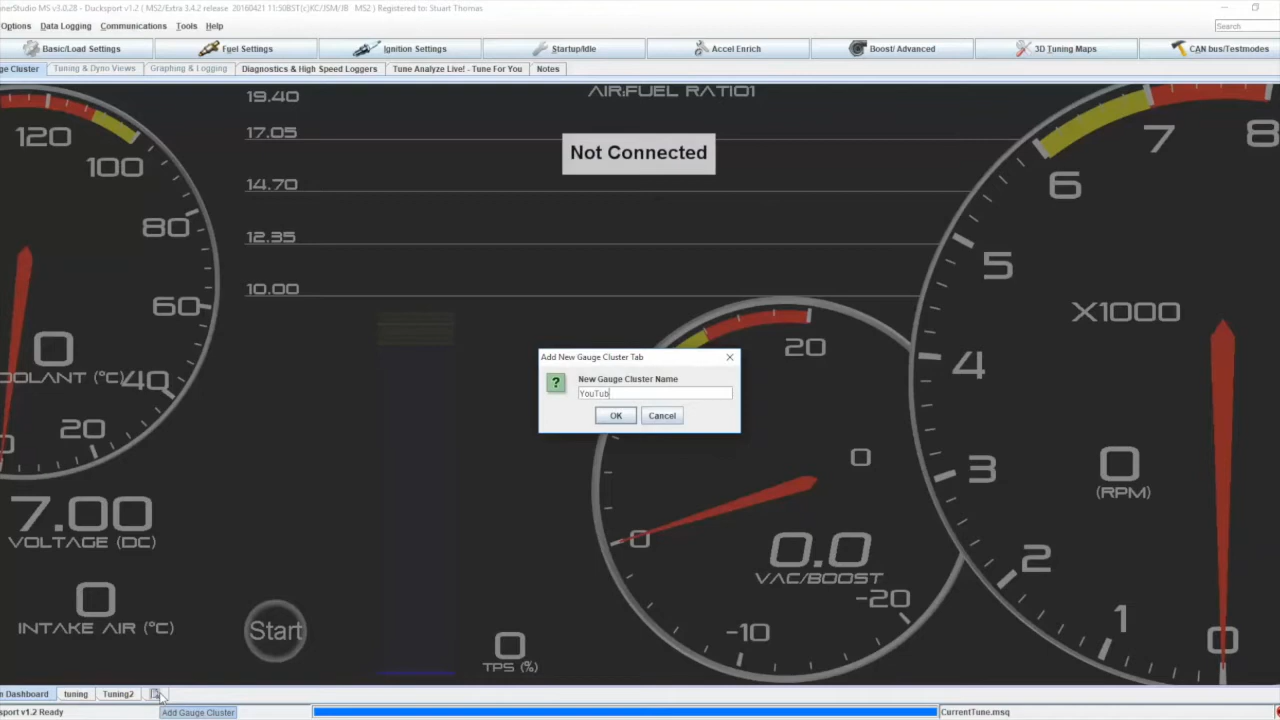 nerStudio MS v3.0.28 - Ducksport v1.2 ( MS2/Extra 3.4.2 release 20160421 11:50BST(c)KC/JSM/JB MS2 ) Registered to: Stuart Thomas
Options Data Logging Communications Tools Help
Search
Basic/Load Settings Fuel Settings Ignition Settings Startup/Idle Accel Enrich Boost/ Advanced 3D Tuning Maps CAN bus/Testmodes
ge Cluster Tuning & Dyno Views Graphing & Logging Diagnostics & High Speed Loggers Tune Analyze Live! - Tune For You Notes
19.40
17.05
14.70
12.35
10.00
AIR:FUEL RATIO1
Not Connected
120
100
80
60
40
20
0
0
OOLANT (°C)
7.00
VOLTAGE (DC)
0
INTAKE AIR (°C)
Start
0
TPS (%)
Add New Gauge Cluster Tab
New Gauge Cluster Name
YouTub
OK Cancel
20
0
0
-10
-20
0.0
VAC/BOOST
8
7
6
5
4
3
2
1
0
X1000
0
(RPM)
n Dashboard tuning Tuning2
sport v1.2 Ready
Add Gauge Cluster
CurrentTune.msq